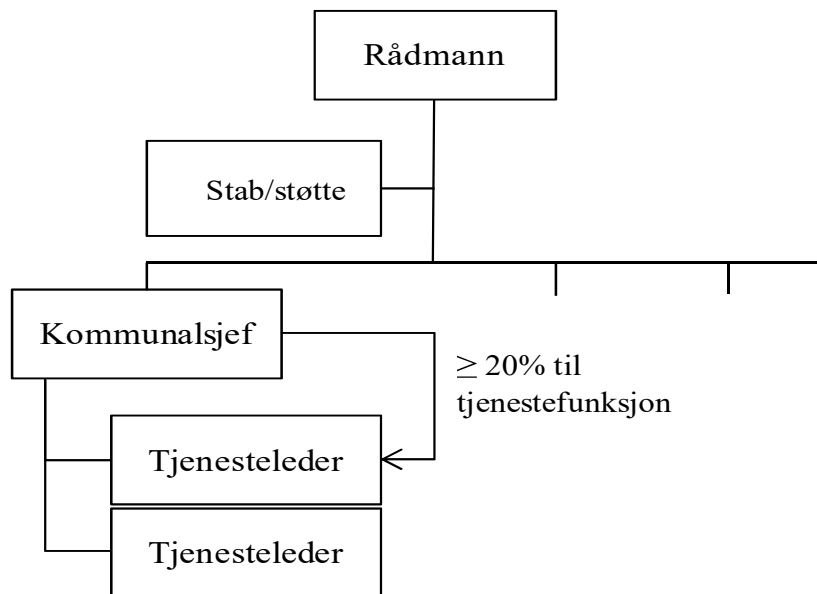 Rådmann
Stab/støtte
Kommunalsjef
≥ 20% til
tjenestefunksjon
Tjenesteleder
Tjenesteleder